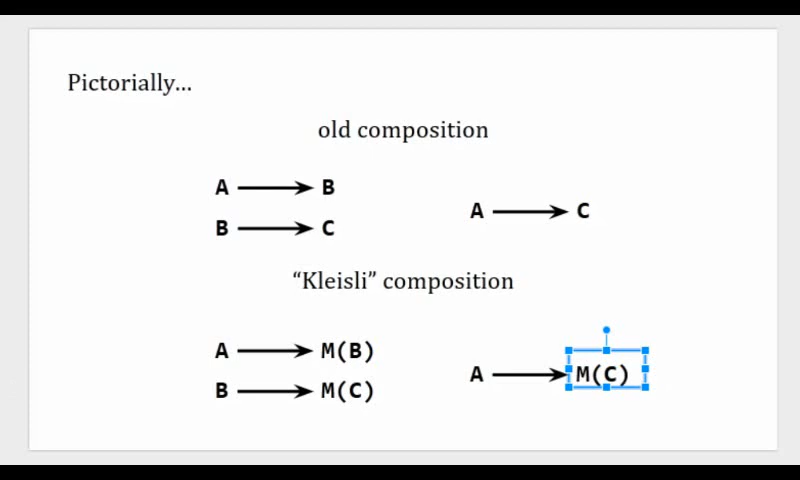 Pictorially...
old composition
A B
B C
A C
“Kleisli” composition
A M(B)
B M(C)
A M(C)